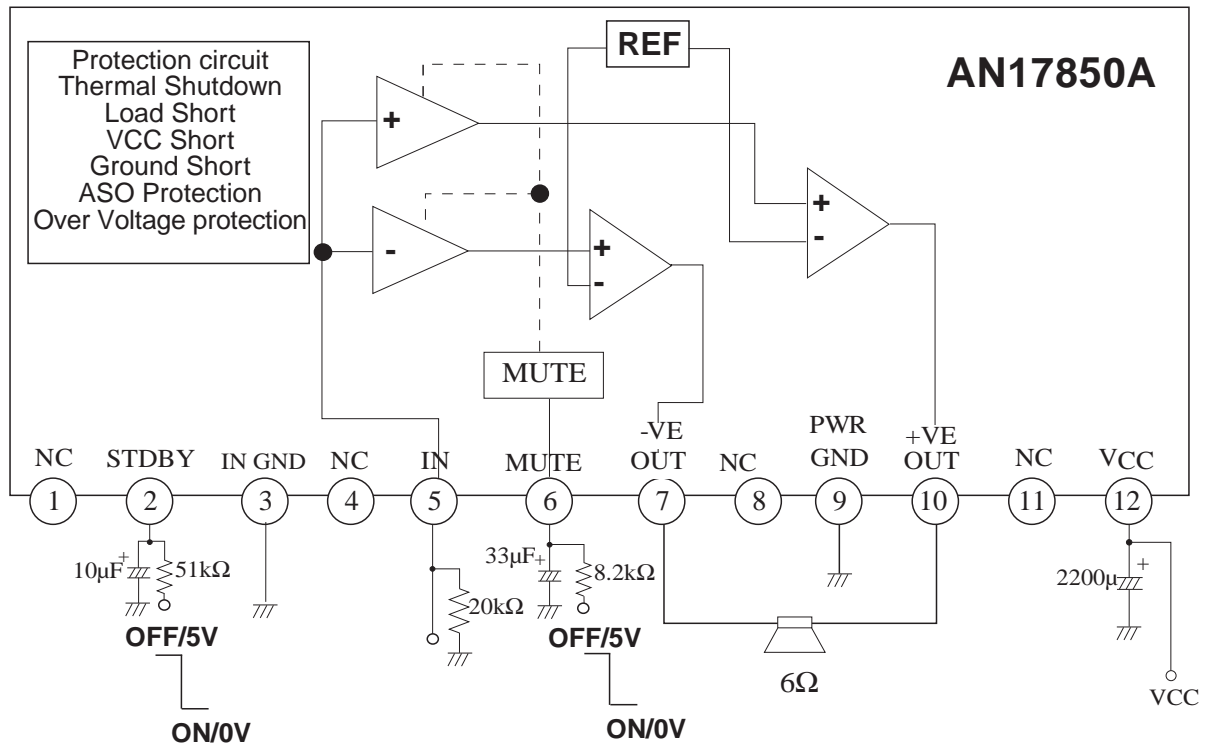 REF
AN17850A
Protection circuit
Thermal Shutdown
Load Short
VCC Short
Ground Short
ASO Protection
Over Voltage protection
+
-
+
-
+
-
MUTE
NC
STDBY
IN GND
NC
IN
MUTE
-VE
OUT
NC
PWR
GND
+VE
OUT
NC
VCC
1
2
3
4
5
6
7
8
9
10
11
12
10µF
+
51kΩ
OFF/5V
ON/0V
20kΩ
33µF
+
8.2kΩ
OFF/5V
ON/0V
6Ω
2200µ
+
VCC